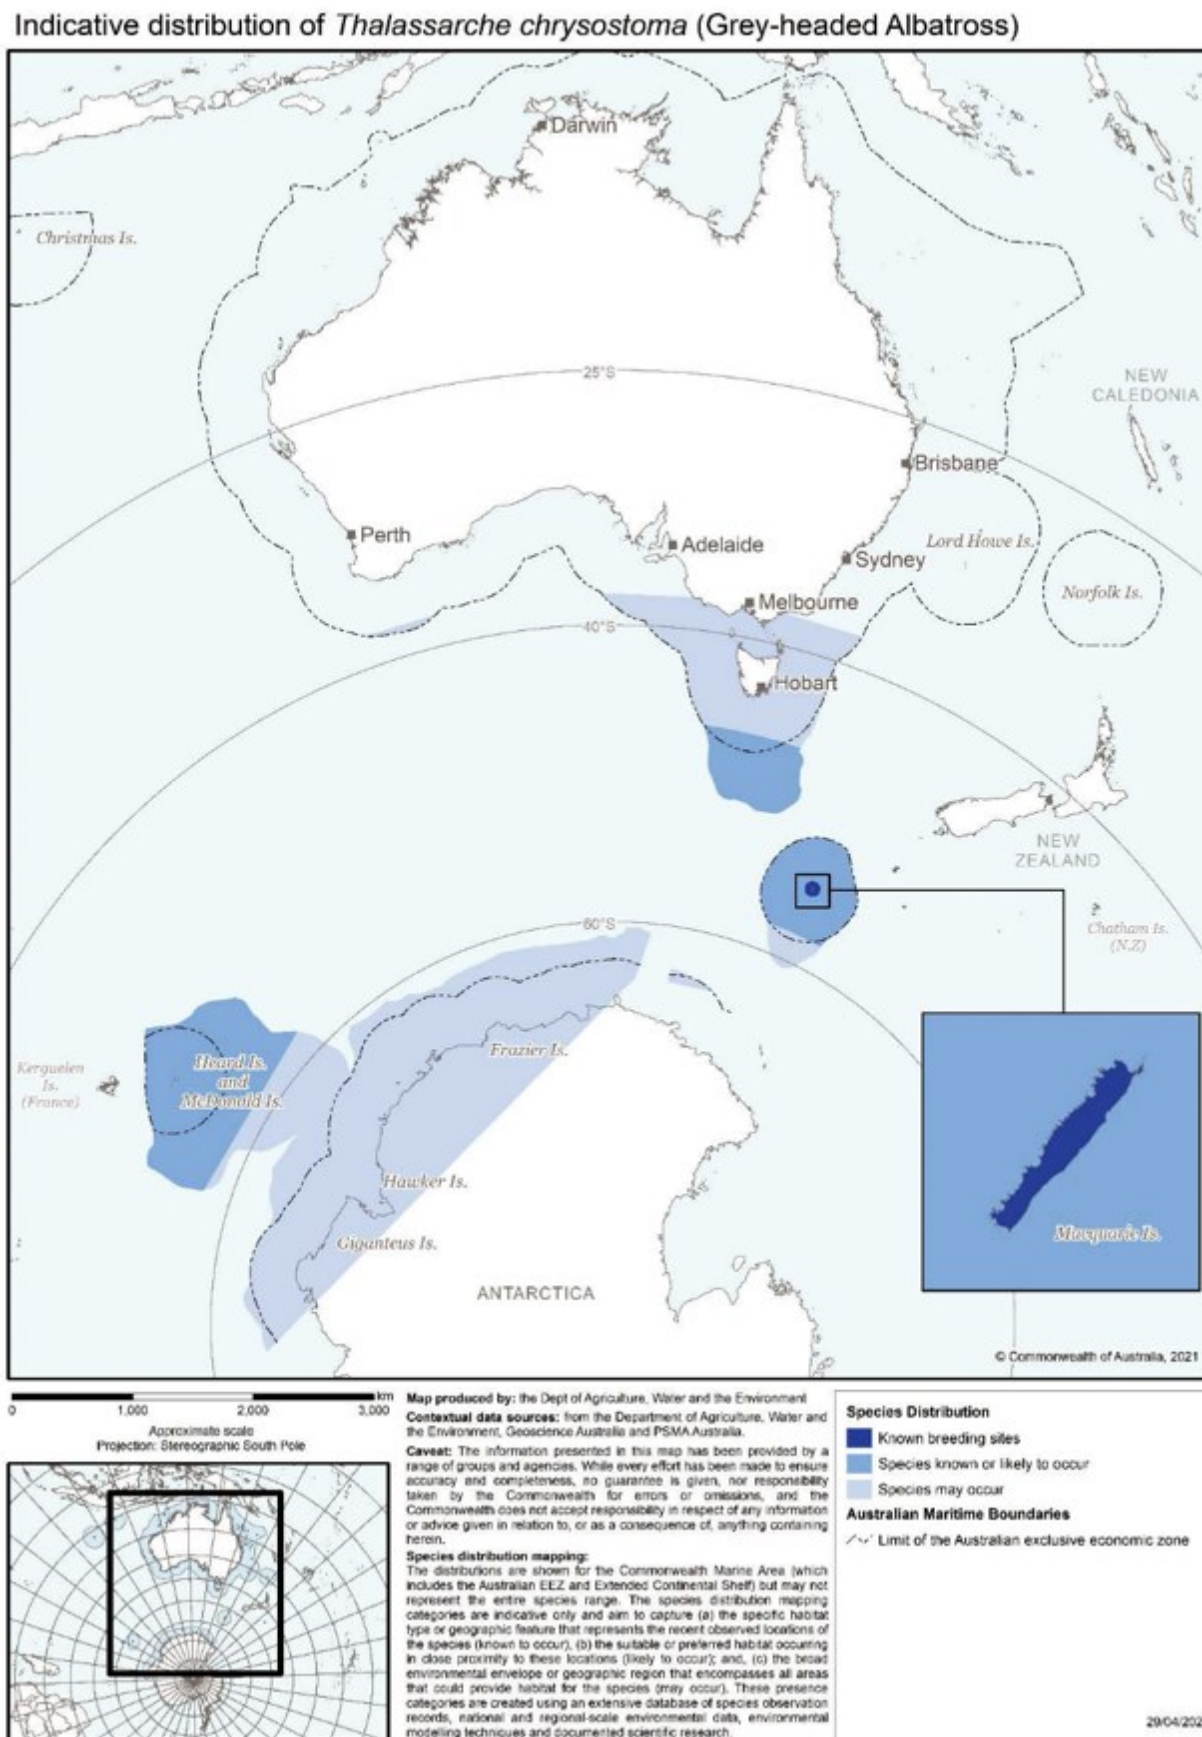 Indicative distribution of Thalassarche chrysostoma (Grey-headed Albatross)
Darwin
Christmas Is.
25°S
NEW
CALEDONIA
Brisbane
Perth
Adelaide
Lord Howe Is.
Sydney
Norfolk Is.
Melbourne
40°S
Hobart
NEW
ZEALAND
60°S
Chatham Is.
(N.Z)
Frazier Is.
Kerguelen
Is.
(France)
Heard Is.
and
McDonald Is.
Hawker Is.
Macquarie Is.
Giganteus Is.
ANTARCTICA
© Commonwealth of Australia, 2021
km
0 1,000 2,000 3,000
Approximate scale
Projection: Stereographic South Pole
Map produced by: the Dept of Agriculture, Water and the Environment
Contextual data sources: from the Department of Agriculture, Water and
the Environment, Geoscience Australia and PSMA Australia.
Caveat: The information presented in this map has been provided by a
range of groups and agencies. While every effort has been made to ensure
accuracy and completeness, no guarantee is given, nor responsibility
taken by the Commonwealth for errors or omissions, and the
Commonwealth does not accept responsibility in respect of any information
or advice given in relation to, or as a consequence of, anything containing
herein.
Species distribution mapping:
The distributions are shown for the Commonwealth Marine Area (which
includes the Australian EEZ and Extended Continental Shelf) but may not
represent the entire species range. The species distribution mapping
categories are indicative only and aim to capture (a) the specific habitat
type or geographic feature that represents the recent observed locations of
the species (known to occur), (b) the suitable or preferred habitat occurring
in close proximity to these locations (likely to occur); and, (c) the broad
environmental envelope or geographic region that encompasses all areas
that could provide habitat for the species (may occur). These presence
categories are created using an extensive database of species observation
records, national and regional-scale environmental data, environmental
modelling techniques and documented scientific research.
Species Distribution
Known breeding sites
Species known or likely to occur
Species may occur
Australian Maritime Boundaries
Limit of the Australian exclusive economic zone
29/04/202